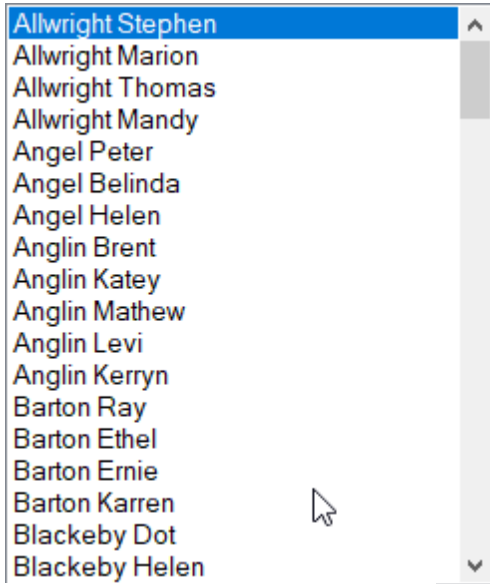 Allwright Stephen
Allwright Marion
Allwright Thomas
Allwright Mandy
Angel Peter
Angel Belinda
Angel Helen
Anglin Brent
Anglin Katey
Anglin Mathew
Anglin Levi
Anglin Kerryn
Barton Ray
Barton Ethel
Barton Ernie
Barton Karren
Blackeby Dot
Blackeby Helen